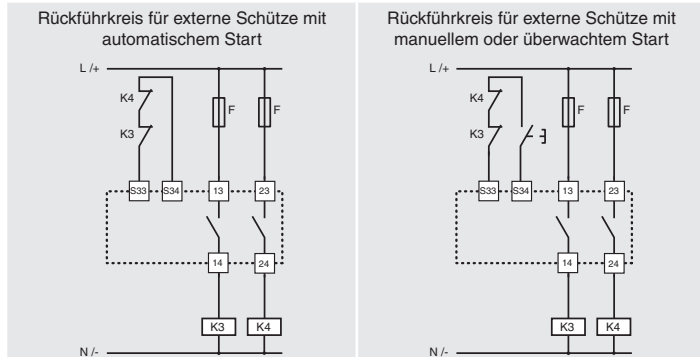 Rückführkreis für externe Schütze mit
automatischem Start
L /+
K4
F
F
K3
S33
S34
13
23
14
24
K3
K4
N /-
Rückführkreis für externe Schütze mit
manuellem oder überwachtem Start
L /+
K4
F
F
K3
S33
S34
13
23
14
24
K3
K4
N /-